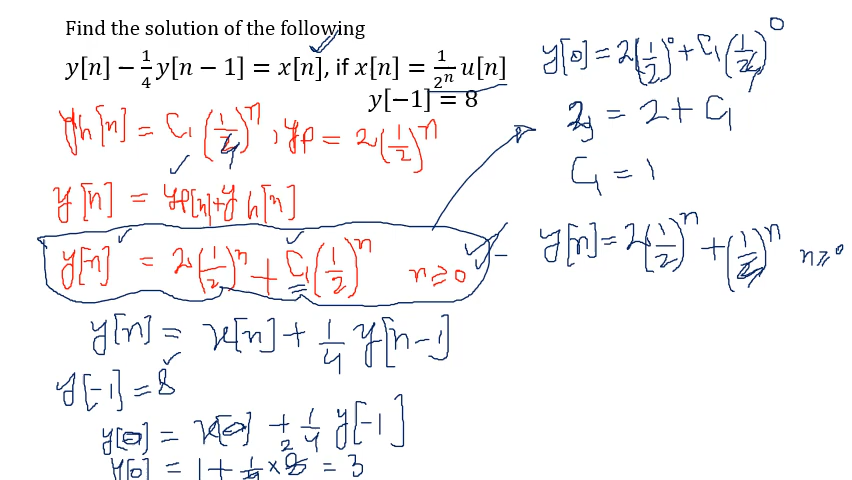 Find the solution of the following
y[n] − 1/4 y[n − 1] = x[n], if x[n] = 1/2^n u[n]
y[−1] = 8
yh[n] = C1 (1/4)^n, yp = 2(1/2)^n
y[n] = yp[n] + yh[n]
y[n] = 2(1/2)^n + C1(1/2)^n n ≥ 0
y[n] = x[n] + 1/4 y[n−1]
y[−1] = 8
y[0] = x[0] + 1/4 y[−1]
y[0] = 1 + 1/4 × 8 = 3
y[0] = 2(1/2)^0 + C1(1/4)^0
3 = 2 + C1
C1 = 1
y[n] = 2(1/2)^n + (1/4)^n n ≥ 0